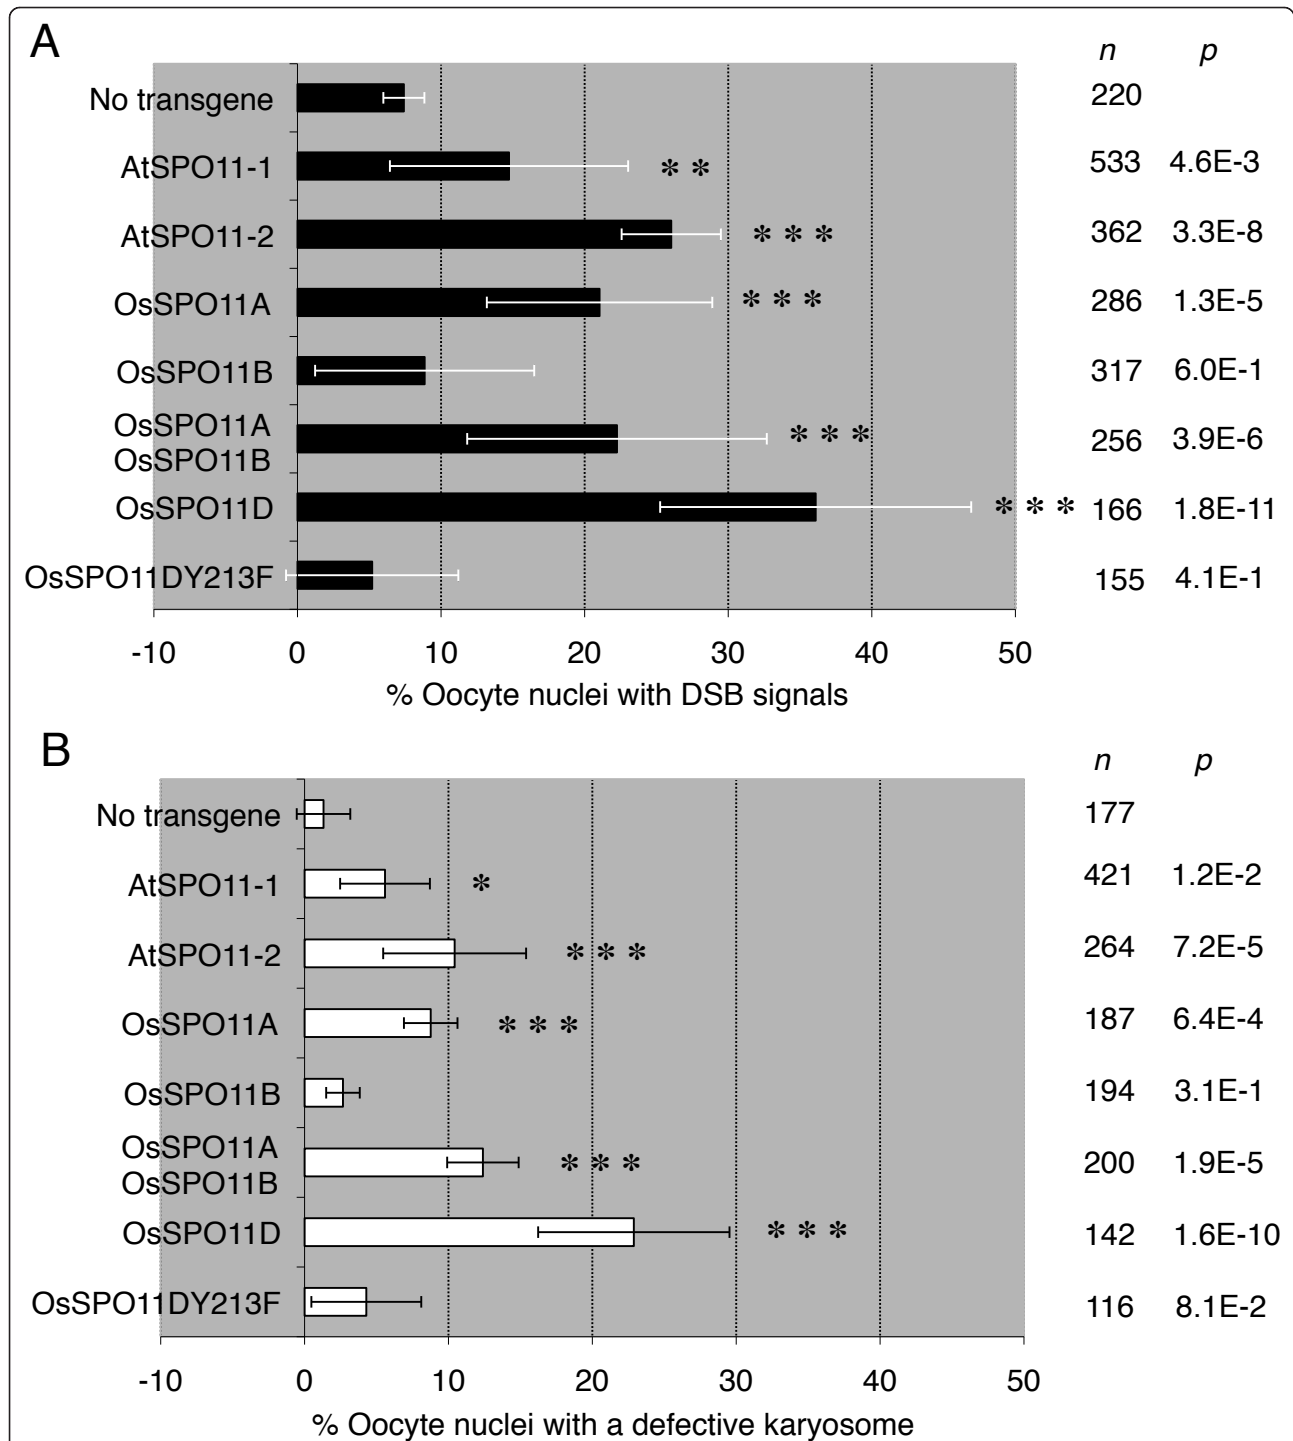 A
n p
No transgene 220
AtSPO11-1 ** 533 4.6E-3
AtSPO11-2 *** 362 3.3E-8
OsSPO11A *** 286 1.3E-5
OsSPO11B 317 6.0E-1
OsSPO11A
OsSPO11B *** 256 3.9E-6
OsSPO11D *** 166 1.8E-11
OsSPO11DY213F 155 4.1E-1
-10 0 10 20 30 40 50
% Oocyte nuclei with DSB signals
B
n p
No transgene 177
AtSPO11-1 * 421 1.2E-2
AtSPO11-2 *** 264 7.2E-5
OsSPO11A *** 187 6.4E-4
OsSPO11B 194 3.1E-1
OsSPO11A
OsSPO11B *** 200 1.9E-5
OsSPO11D *** 142 1.6E-10
OsSPO11DY213F 116 8.1E-2
-10 0 10 20 30 40 50
% Oocyte nuclei with a defective karyosome